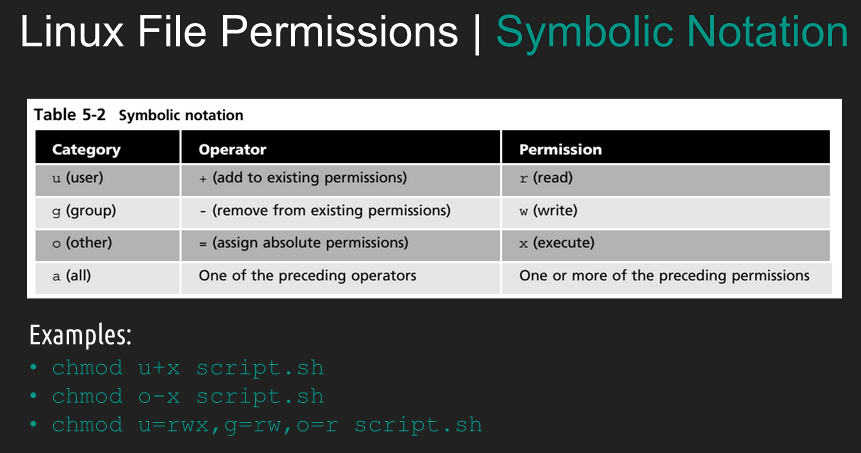 Linux File Permissions | Symbolic Notation
Table 5-2 Symbolic notation
Category Operator Permission
u (user) + (add to existing permissions) r (read)
g (group) - (remove from existing permissions) w (write)
o (other) = (assign absolute permissions) x (execute)
a (all) One of the preceding operators One or more of the preceding permissions
Examples:
• chmod u+x script.sh
• chmod o-x script.sh
• chmod u=rwx,g=rw,o=r script.sh